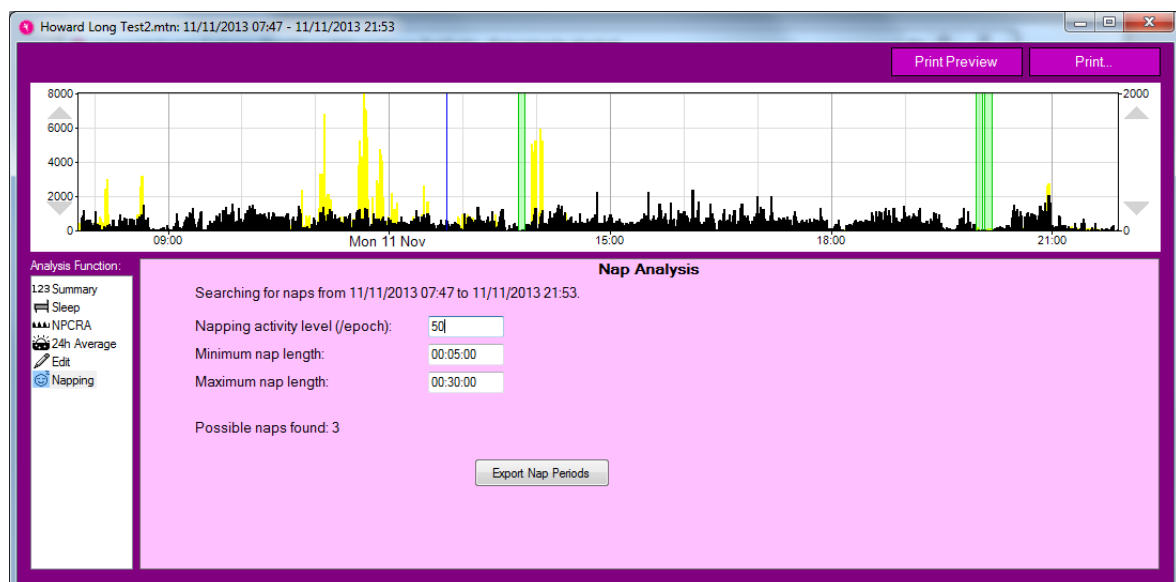 Howard Long Test2.mtn: 11/11/2013 07:47 - 11/11/2013 21:53
Print Preview Print...
8000 2000
6000
4000
2000
0 0
09:00 Mon 11 Nov 15:00 18:00 21:00
Analysis Function:
123 Summary
Sleep
NPCRA
24h Average
Edit
Napping
Nap Analysis
Searching for naps from 11/11/2013 07:47 to 11/11/2013 21:53.
Napping activity level (/epoch): 50
Minimum nap length: 00:05:00
Maximum nap length: 00:30:00
Possible naps found: 3
Export Nap Periods